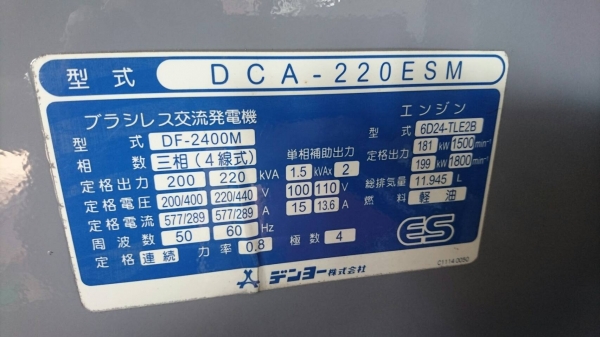 型式 DCA-220ESM
ブラシレス交流発電機
型式 DF-2400M
相数 三相(4線式)
定格出力 200 220 kVA
定格電圧 200/400 220/440 V
定格電流 577/289 577/289 A
周波数 50 60 Hz
定格 連続 力率 0.8 極数 4
単相補助出力
1.5 kVA× 2
100 110 V
15 13.6 A
エンジン
型式 6D24-TLE2B
定格出力 181 kW 1500 min⁻¹
199 kW 1800 min⁻¹
総排気量 11.945 L
燃料 軽油
ES
デンヨー株式会社